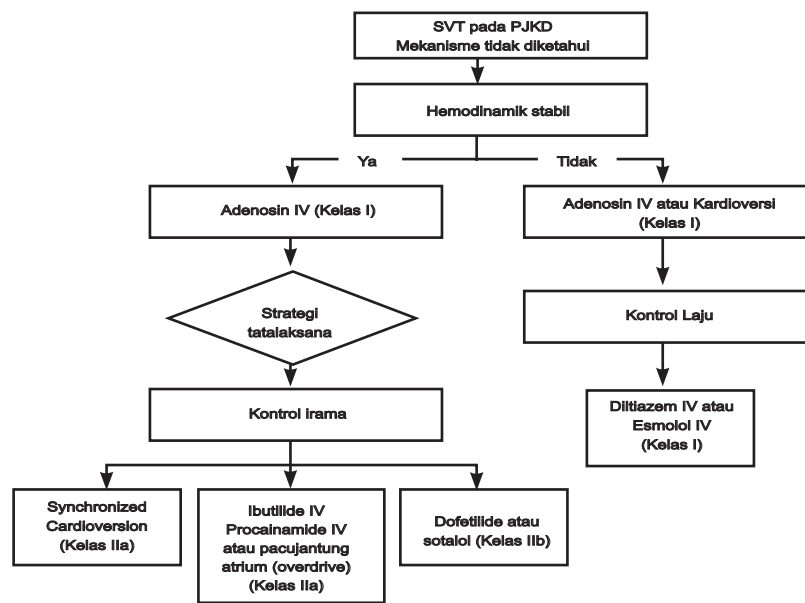 SVT pada PJKD
Mekanisme tidak diketahui
Hemodinamik stabil
Ya
Tidak
Adenosin IV (Kelas I)
Adenosin IV atau Kardioversi
(Kelas I)
Strategi
tatalaksana
Kontrol Laju
Kontrol irama
Diltiazem IV atau
Esmolol IV
(Kelas I)
Synchronized
Cardioversion
(Kelas IIa)
Ibutilide IV
Procainamide IV
atau pacujantung
atrium (overdrive)
(Kelas IIa)
Dofetilide atau
sotalol (Kelas IIb)